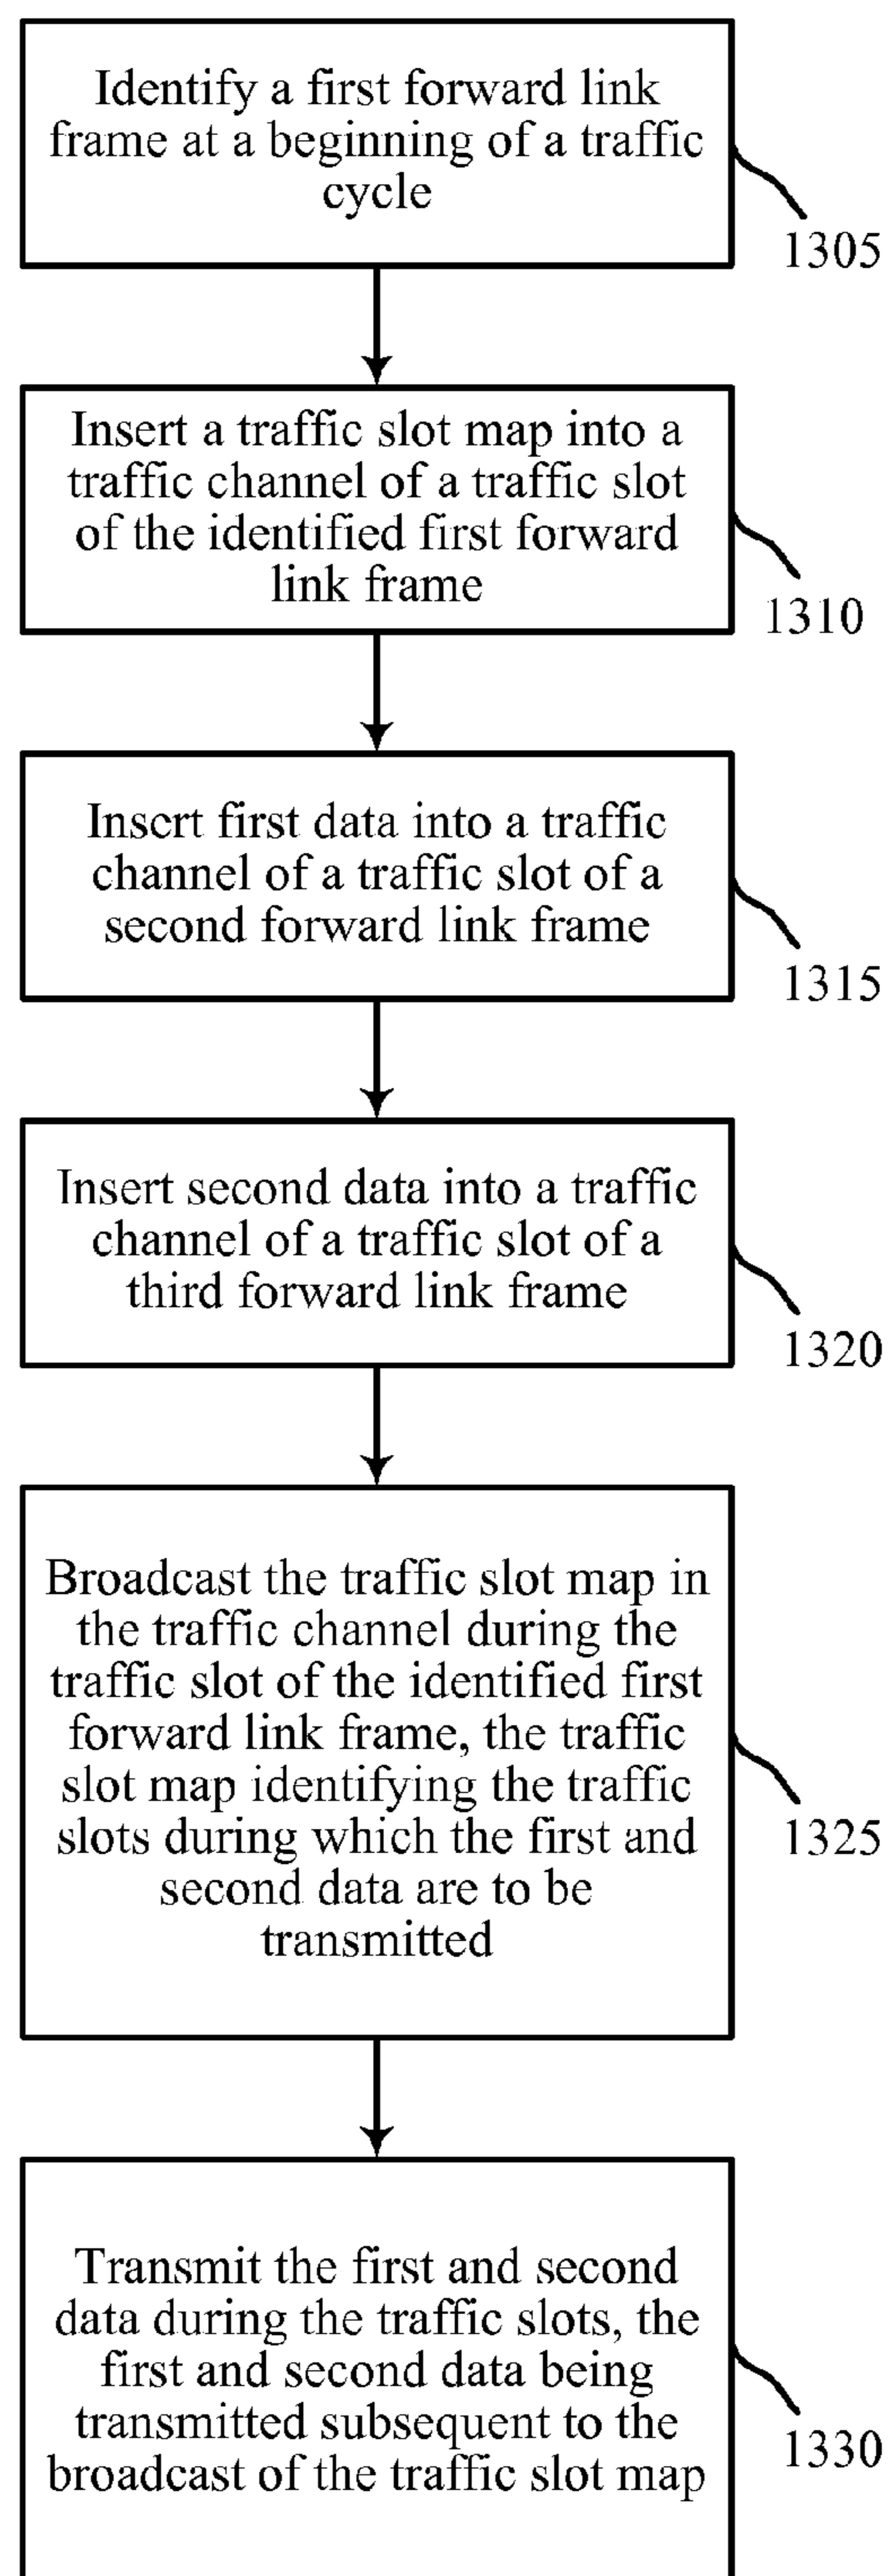 Identify a first forward link
frame at a beginning of a traffic
cycle
1305
Insert a traffic slot map into a
traffic channel of a traffic slot
of the identified first forward
link frame
1310
Insert first data into a traffic
channel of a traffic slot of a
second forward link frame
1315
Insert second data into a traffic
channel of a traffic slot of a
third forward link frame
1320
Broadcast the traffic slot map in
the traffic channel during the
traffic slot of the identified first
forward link frame, the traffic
slot map identifying the traffic
slots during which the first and
second data are to be
transmitted
1325
Transmit the first and second
data during the traffic slots, the
first and second data being
transmitted subsequent to the
broadcast of the traffic slot map
1330